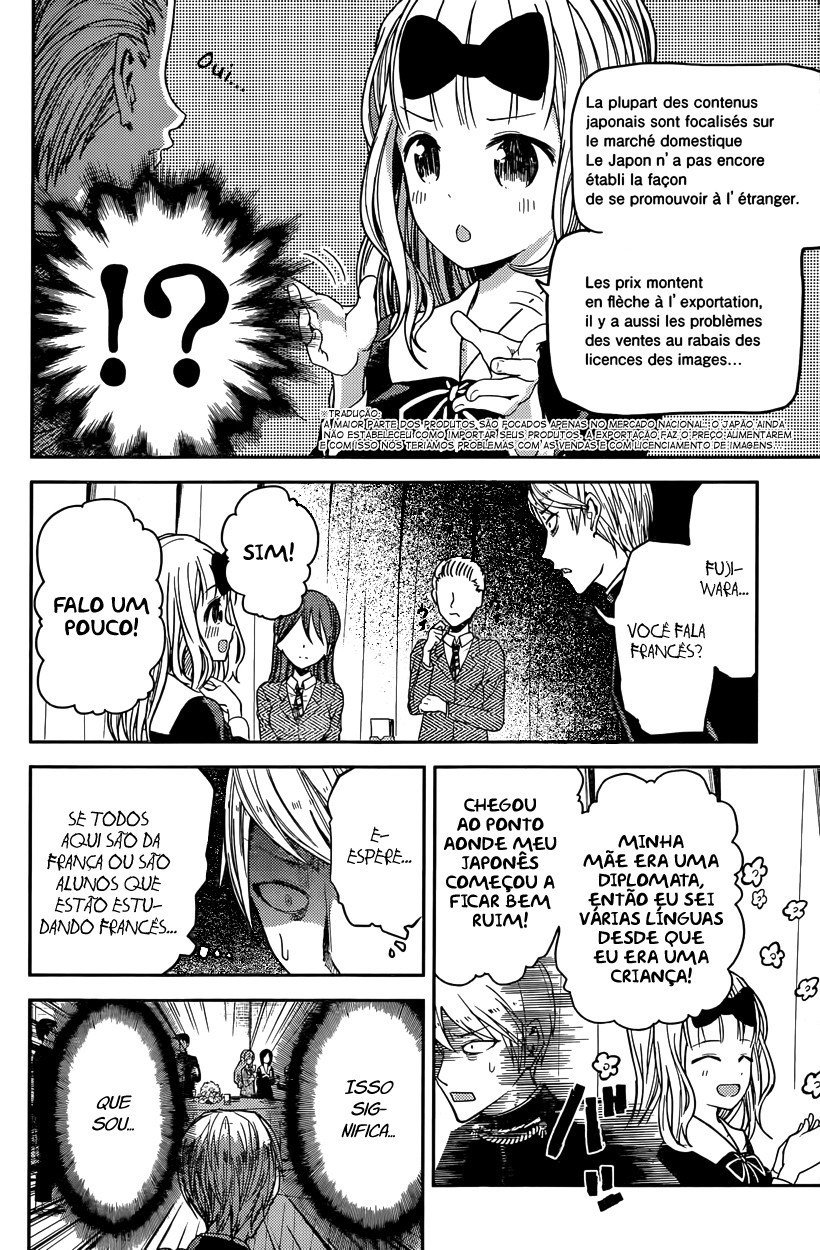 Oui...
La plupart des contenus
japonais sont focalisés sur
le marché domestique
Le Japon n'a pas encore
établi la façon
de se promouvoir à l'étranger.
!?
Les prix montent
en flèche à l'exportation,
il y a aussi les problèmes
des ventes au rabais des
licences des images...
※TRADUÇÃO:
A MAIOR PARTE DOS PRODUTOS SÃO FOCADOS APENAS NO MERCADO NACIONAL. O JAPÃO AINDA
NÃO ESTABELECEU COMO IMPORTAR SEUS PRODUTOS, A EXPORTAÇÃO FAZ O PREÇO AUMENTAREM
E COM ISSO NÓS TERIAMOS PROBLEMAS COM AS VENDAS E COM LICENCIAMENTO DE IMAGENS...
FUJI-
WARA...
VOCÊ FALA
FRANCÊS?
SIM!
FALO UM
POUCO!
E-
ESPERE...
SE TODOS
AQUI SÃO DA
FRANÇA OU SÃO
ALUNOS QUE
ESTÃO ESTU-
DANDO FRANCÊS...
MINHA
MÃE ERA UMA
DIPLOMATA,
ENTÃO EU SEI
VÁRIAS LÍNGUAS
DESDE QUE
EU ERA UMA
CRIANÇA!
CHEGOU
AO PONTO
AONDE MEU
JAPONÊS
COMEÇOU A
FICAR BEM
RUIM!
ISSO
SIG-
NIFICA...
QUE
SOU...